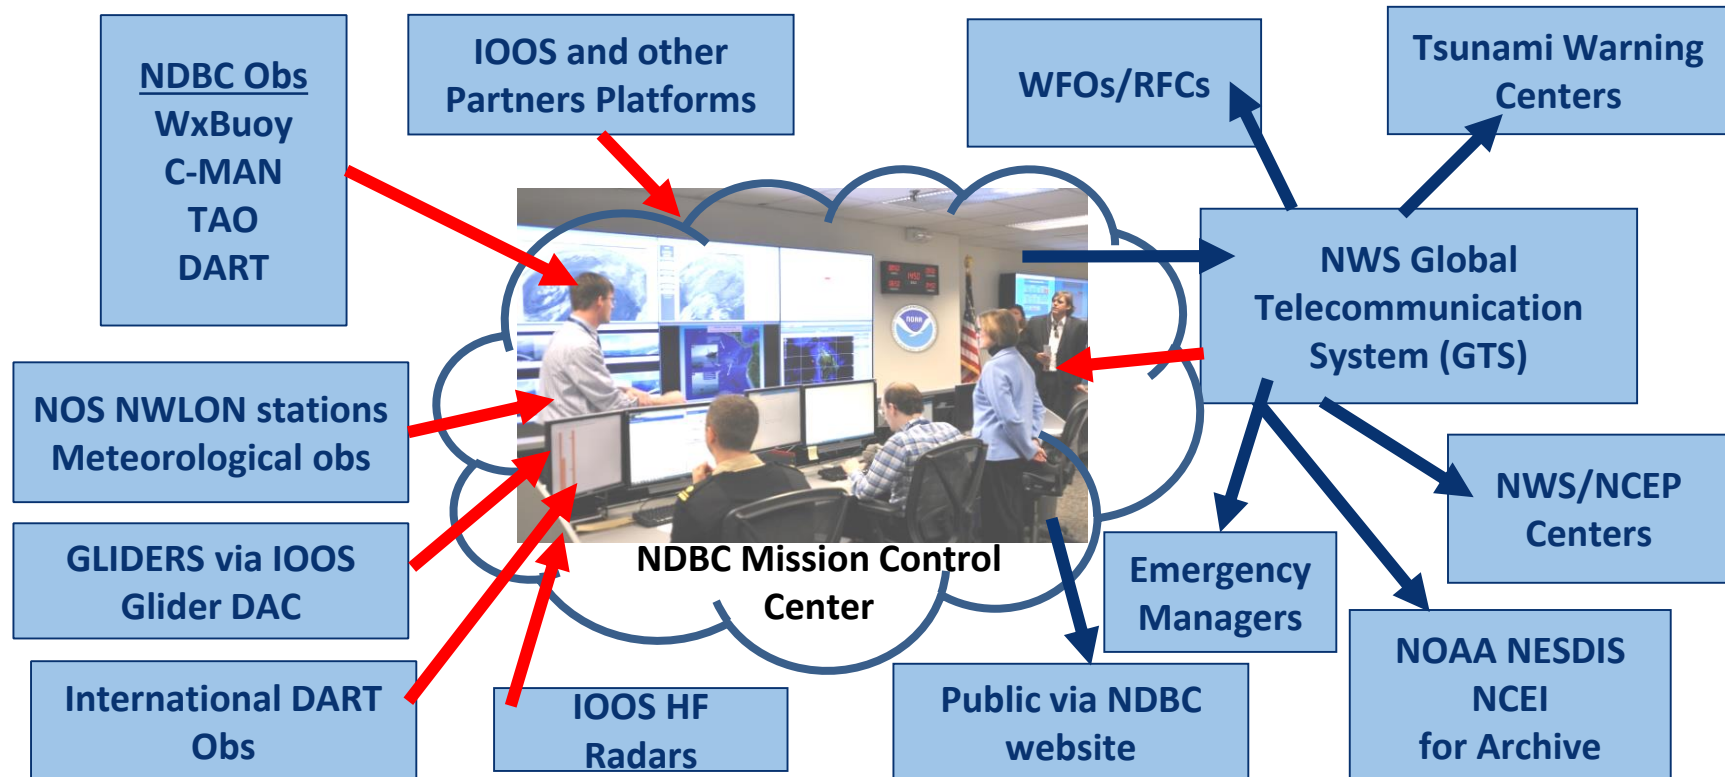 NDBC Obs
WxBuoy
C-MAN
TAO
DART
IOOS and other
Partners Platforms
WFOs/RFCs
Tsunami Warning
Centers
NWS Global
Telecommunication
System (GTS)
NOS NWLON stations
Meteorological obs
GLIDERS via IOOS
Glider DAC
International DART
Obs
IOOS HF
Radars
NOAA
NDBC Mission Control
Center
Public via NDBC
website
Emergency
Managers
NWS/NCEP
Centers
NOAA NESDIS
NCEI
for Archive